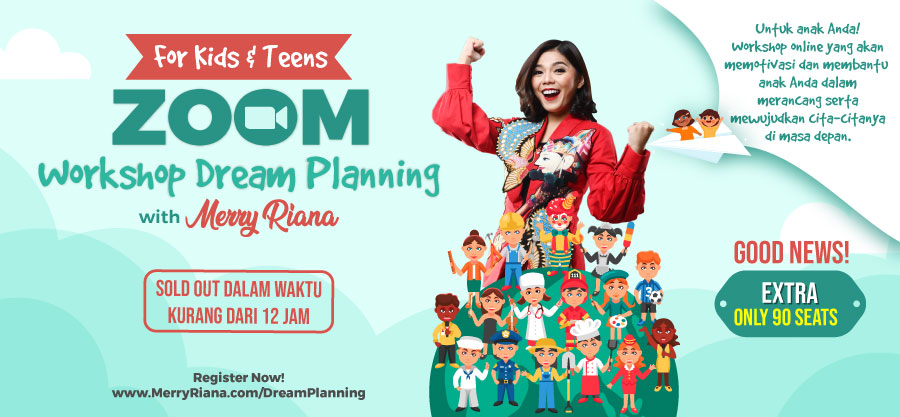 For Kids & Teens
ZOOM
Workshop Dream Planning
with Merry Riana
SOLD OUT DALAM WAKTU
KURANG DARI 12 JAM
Register Now!
www.MerryRiana.com/DreamPlanning
Untuk anak Anda!
Workshop online yang akan
memotivasi dan membantu
anak Anda dalam
merancang serta
mewujudkan Cita-Citanya
di masa depan.
GOOD NEWS!
EXTRA
ONLY 90 SEATS